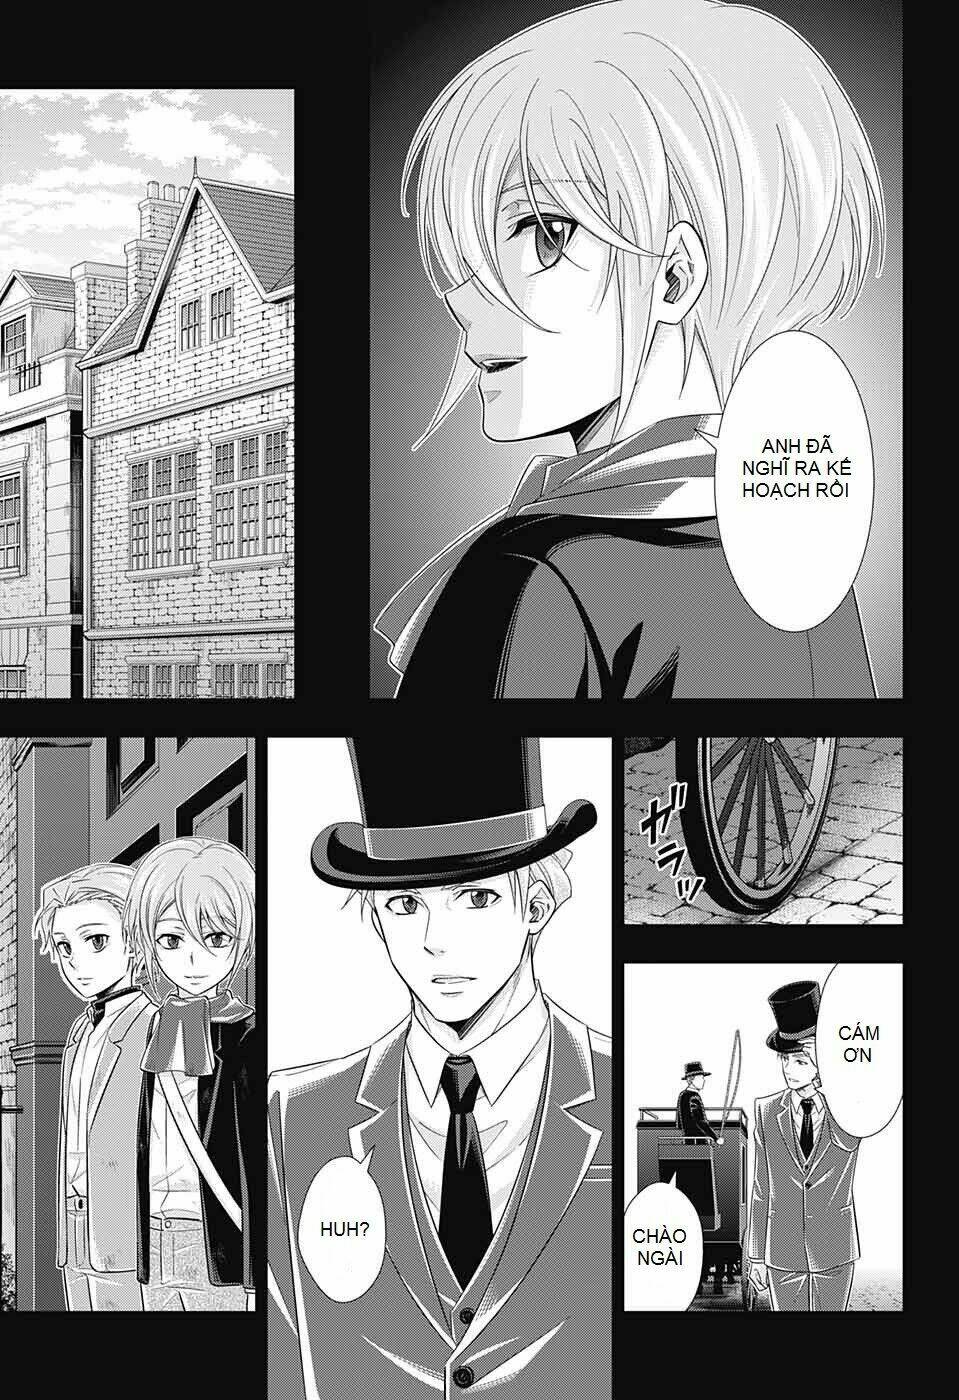 ANH ĐÃ
NGHĨ RA KẾ
HOẠCH RỒI
ガラッ
CÁM
ƠN
CHÀO
NGÀI
HUH?